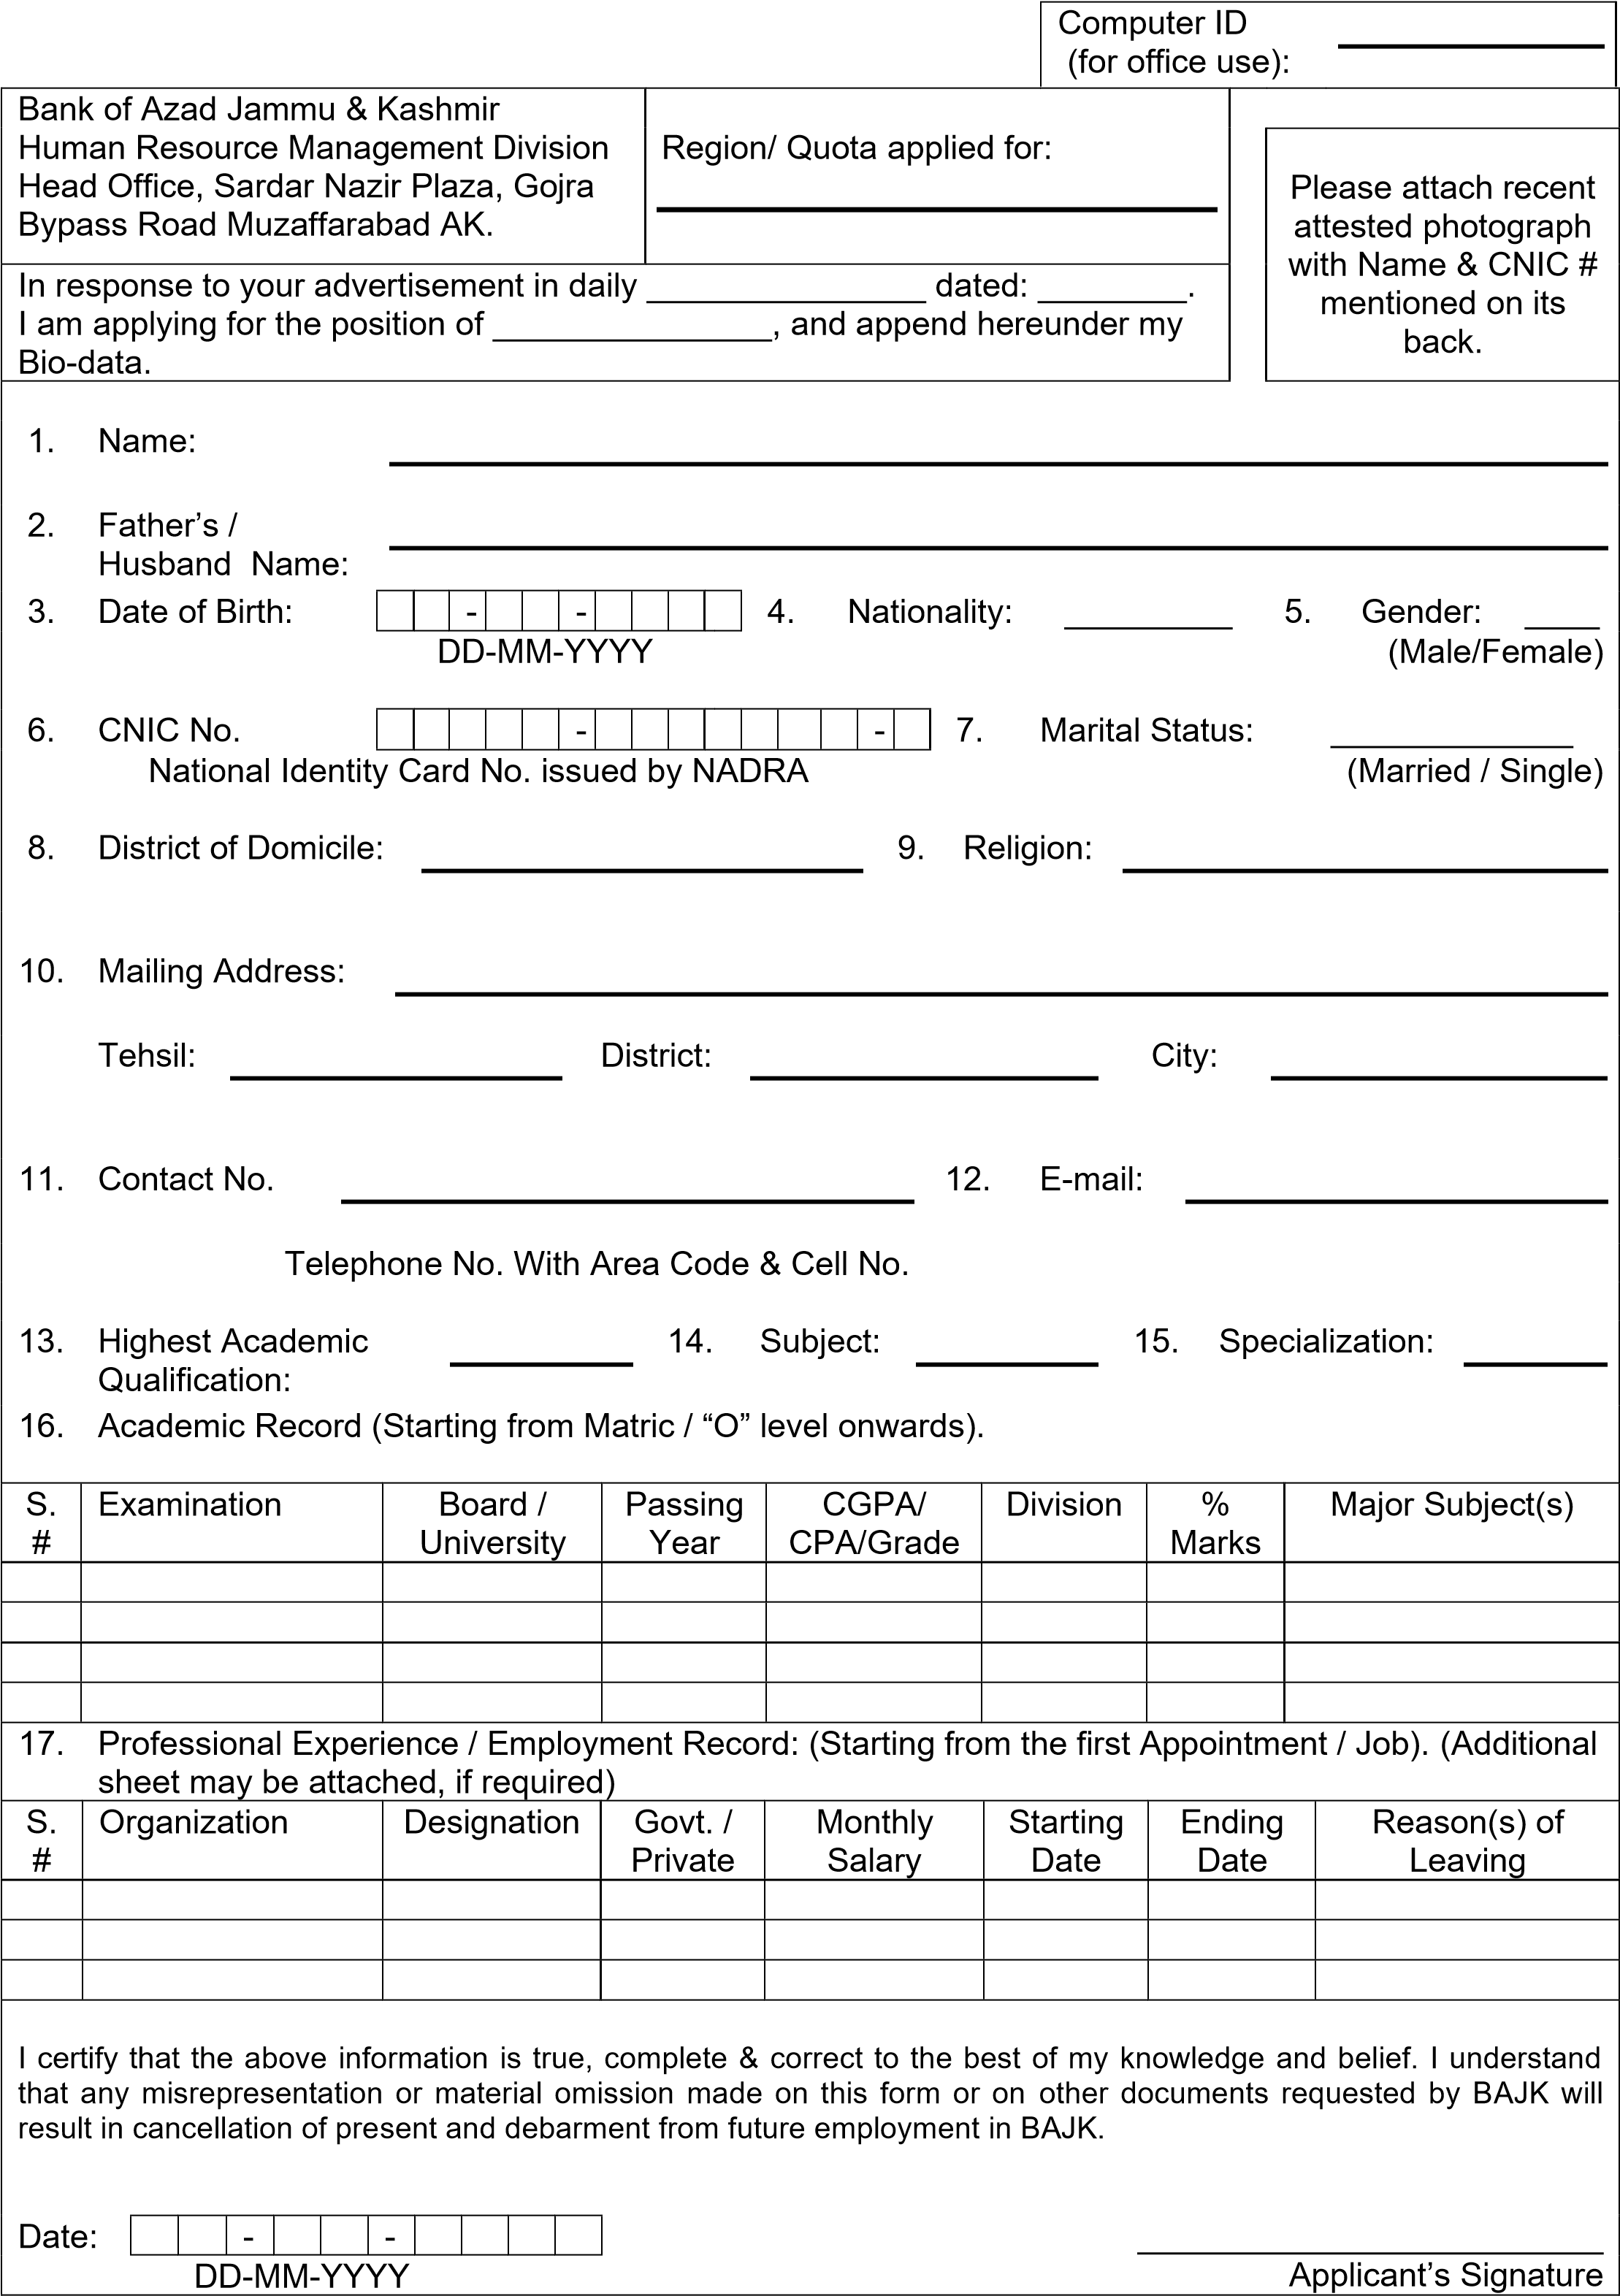 Computer ID
(for office use): 
Bank of Azad Jammu & Kashmir
Human Resource Management Division
Head Office, Sardar Nazir Plaza, Gojra
Bypass Road Muzaffarabad AK.
Region/ Quota applied for:
Please attach recent
attested photograph
with Name & CNIC #
mentioned on its
back.
In response to your advertisement in daily _______________ dated: ________.
I am applying for the position of _______________, and append hereunder my
Bio-data.
1. Name:
2. Father’s /
Husband Name:
3. Date of Birth: - - 4. Nationality: _________ 5. Gender: ____
DD-MM-YYYY (Male/Female)
6. CNIC No. - - 7. Marital Status: _____________
National Identity Card No. issued by NADRA (Married / Single)
8. District of Domicile: 9. Religion:
10. Mailing Address:
Tehsil: District: City:
11. Contact No. 12. E-mail:
Telephone No. With Area Code & Cell No.
13. Highest Academic 14. Subject: 15. Specialization:
Qualification:
16. Academic Record (Starting from Matric / “O” level onwards).
S. Examination Board / Passing CGPA/ Division % Major Subject(s)
# University Year CPA/Grade Marks
17. Professional Experience / Employment Record: (Starting from the first Appointment / Job). (Additional
sheet may be attached, if required)
S. Organization Designation Govt. / Monthly Starting Ending Reason(s) of
# Private Salary Date Date Leaving
I certify that the above information is true, complete & correct to the best of my knowledge and belief. I understand
that any misrepresentation or material omission made on this form or on other documents requested by BAJK will
result in cancellation of present and debarment from future employment in BAJK.
Date: - -
DD-MM-YYYY Applicant’s Signature